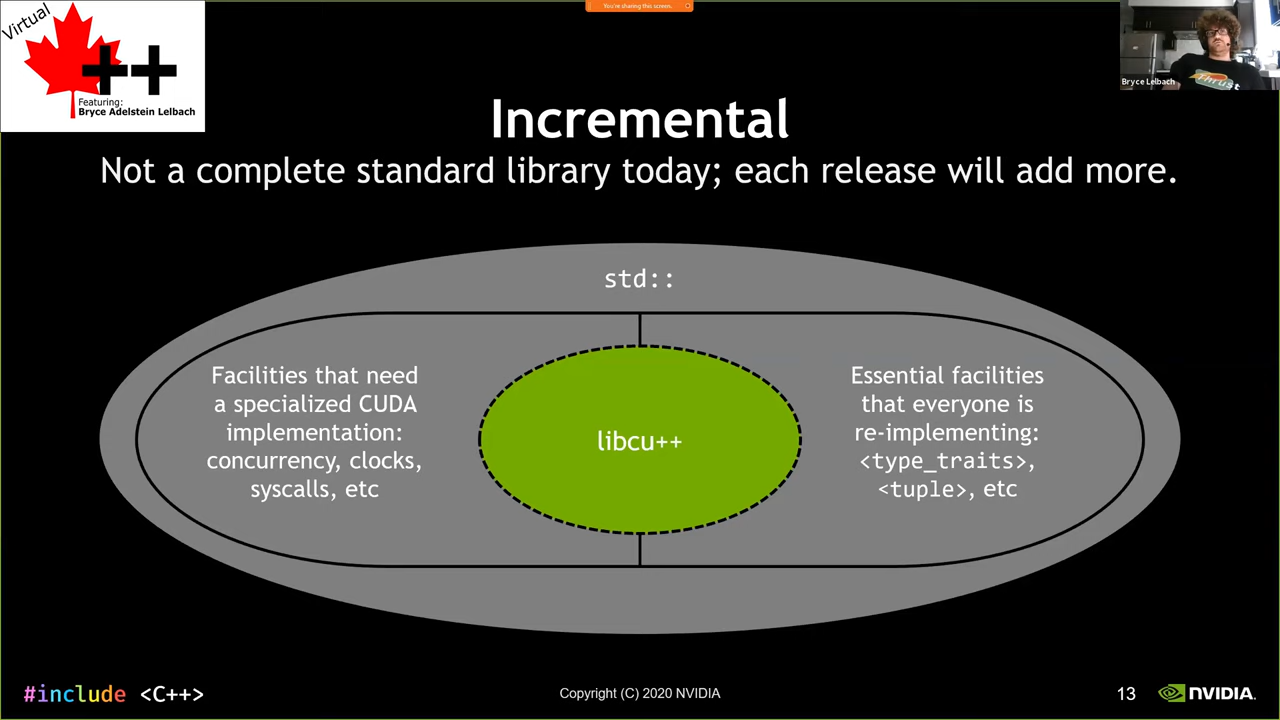 You're sharing this screen.
Virtual
++
Featuring:
Bryce Adelstein Lelbach
Bryce Lelbach
Thrust
Incremental
Not a complete standard library today; each release will add more.
std::
Facilities that need
a specialized CUDA
implementation:
concurrency, clocks,
syscalls, etc
libcu++
Essential facilities
that everyone is
re-implementing:
<type_traits>,
<tuple>, etc
#include <C++>
Copyright (C) 2020 NVIDIA
13
NVIDIA.